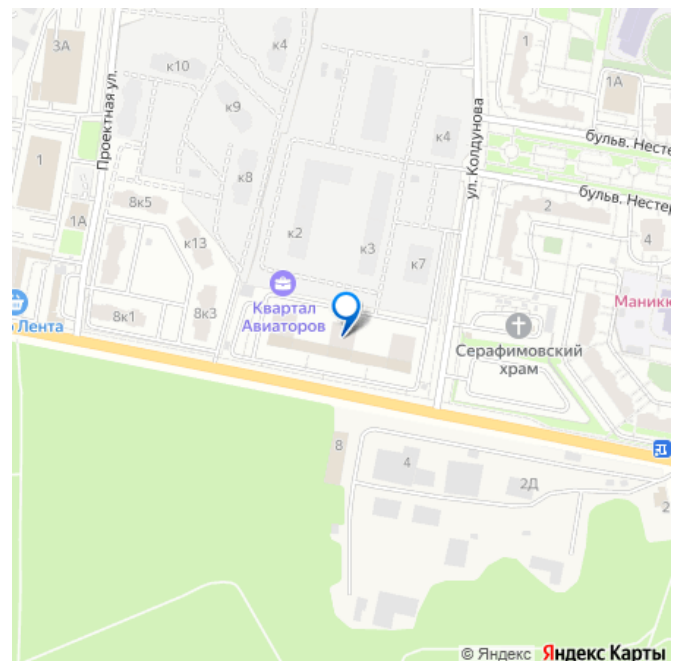 3А
к10
к4
1
1А
Проектная ул.
к9
ул. Колдунова
к4
бульв. Несте
1
к8
бульв. Нестер
8к5
2
1А
к2
к13
к3
к7
4
Квартал
Авиаторов
Маник
8к1
8к3
Лента
Серафимовский
храм
8
4
2Д
2
© Яндекс Яндекс Карты